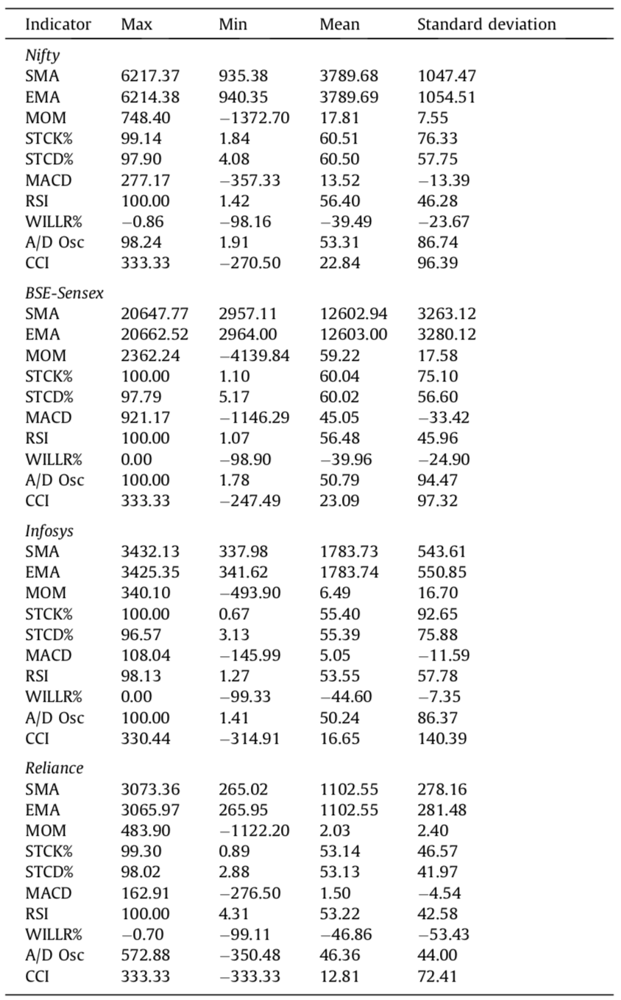 Indicator Max Min Mean Standard deviation
Nifty
SMA 6217.37 935.38 3789.68 1047.47
EMA 6214.38 940.35 3789.69 1054.51
MOM 748.40 −1372.70 17.81 7.55
STCK% 99.14 1.84 60.51 76.33
STCD% 97.90 4.08 60.50 57.75
MACD 277.17 −357.33 13.52 −13.39
RSI 100.00 1.42 56.40 46.28
WILLR% −0.86 −98.16 −39.49 −23.67
A/D Osc 98.24 1.91 53.31 86.74
CCI 333.33 −270.50 22.84 96.39
BSE-Sensex
SMA 20647.77 2957.11 12602.94 3263.12
EMA 20662.52 2964.00 12603.00 3280.12
MOM 2362.24 −4139.84 59.22 17.58
STCK% 100.00 1.10 60.04 75.10
STCD% 97.79 5.17 60.02 56.60
MACD 921.17 −1146.29 45.05 −33.42
RSI 100.00 1.07 56.48 45.96
WILLR% 0.00 −98.90 −39.96 −24.90
A/D Osc 100.00 1.78 50.79 94.47
CCI 333.33 −247.49 23.09 97.32
Infosys
SMA 3432.13 337.98 1783.73 543.61
EMA 3425.35 341.62 1783.74 550.85
MOM 340.10 −493.90 6.49 16.70
STCK% 100.00 0.67 55.40 92.65
STCD% 96.57 3.13 55.39 75.88
MACD 108.04 −145.99 5.05 −11.59
RSI 98.13 1.27 53.55 57.78
WILLR% 0.00 −99.33 −44.60 −7.35
A/D Osc 100.00 1.41 50.24 86.37
CCI 330.44 −314.91 16.65 140.39
Reliance
SMA 3073.36 265.02 1102.55 278.16
EMA 3065.97 265.95 1102.55 281.48
MOM 483.90 −1122.20 2.03 2.40
STCK% 99.30 0.89 53.14 46.57
STCD% 98.02 2.88 53.13 41.97
MACD 162.91 −276.50 1.50 −4.54
RSI 100.00 4.31 53.22 42.58
WILLR% −0.70 −99.11 −46.86 −53.43
A/D Osc 572.88 −350.48 46.36 44.00
CCI 333.33 −333.33 12.81 72.41